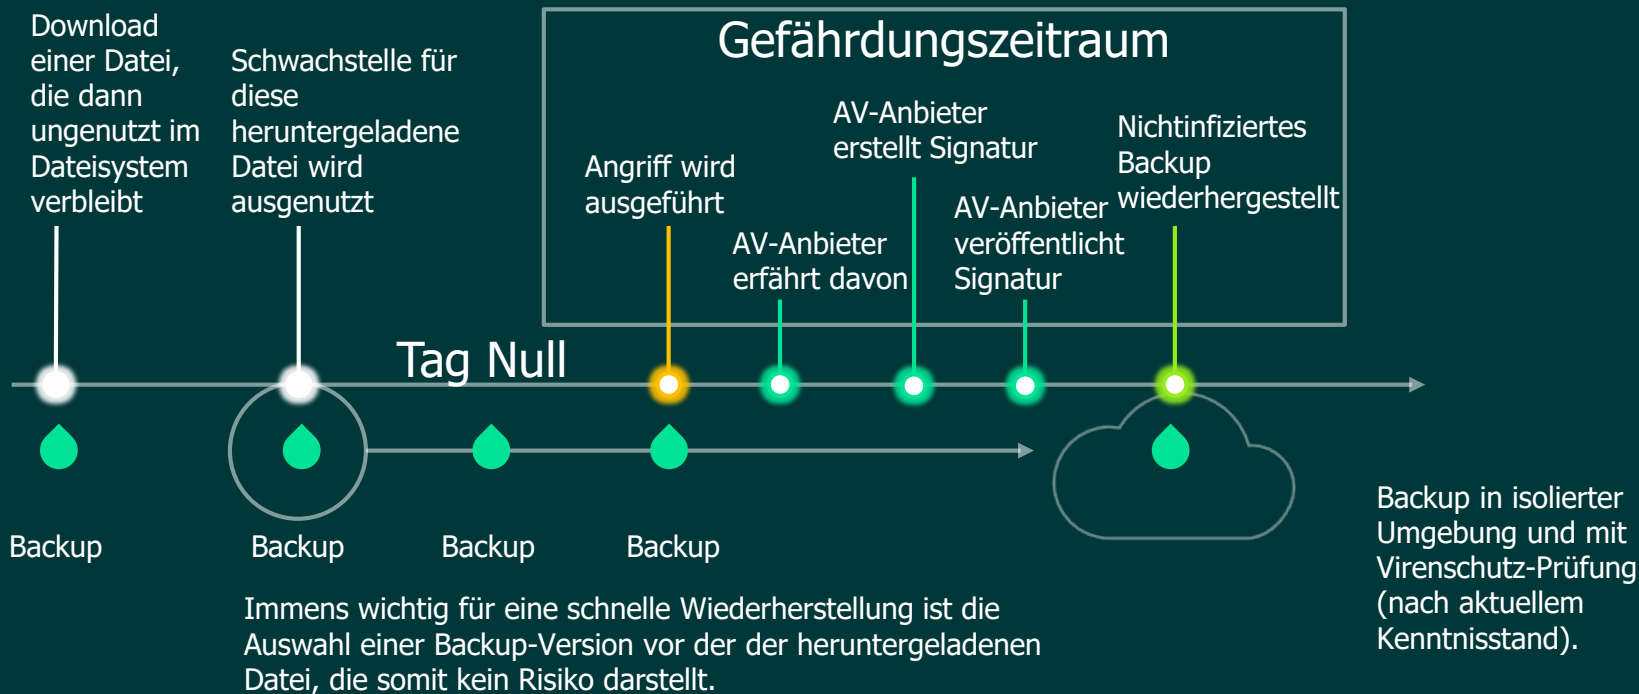 Download
einer Datei,
die dann
ungenutzt im
Dateisystem
verbleibt
Schwachstelle für
diese
heruntergeladene
Datei wird
ausgenutzt
Gefährdungszeitraum
Angriff wird
ausgeführt
AV-Anbieter
erfährt davon
AV-Anbieter
erstellt Signatur
AV-Anbieter
veröffentlicht
Signatur
Nichtinfiziertes
Backup
wiederhergestellt
Tag Null
Backup
Backup
Backup
Backup
Backup in isolierter
Umgebung und mit
Virenschutz-Prüfung
(nach aktuellem
Kenntnisstand).
Immens wichtig für eine schnelle Wiederherstellung ist die
Auswahl einer Backup-Version vor der der heruntergeladenen
Datei, die somit kein Risiko darstellt.